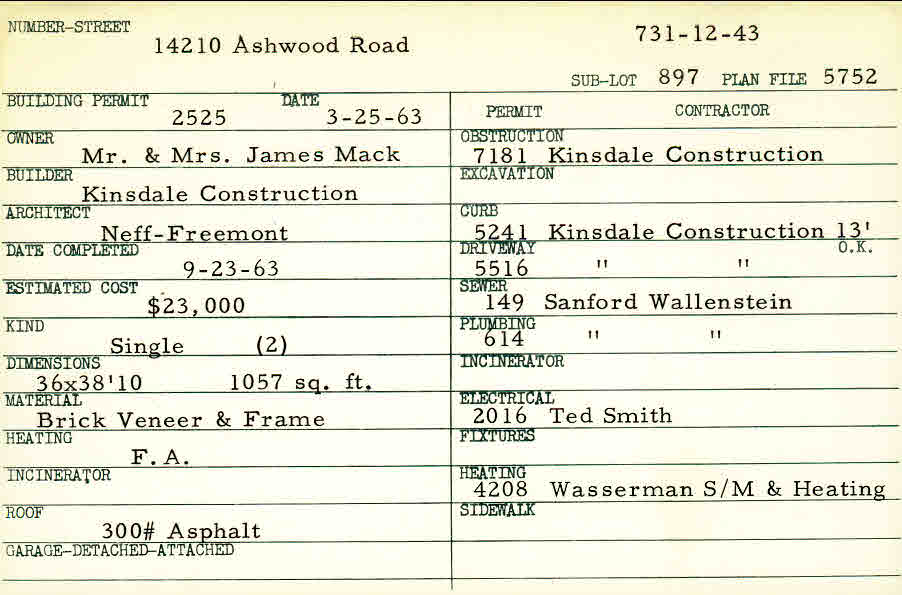 NUMBER-STREET
14210 Ashwood Road 731-12-43
SUB-LOT 897 PLAN FILE 5752
BUILDING PERMIT DATE
2525 3-25-63
OWNER
Mr. & Mrs. James Mack
BUILDER
Kinsdale Construction
ARCHITECT
Neff-Freemont
DATE COMPLETED
9-23-63
ESTIMATED COST
$23,000
KIND
Single (2)
DIMENSIONS
36x38'10 1057 sq. ft.
MATERIAL
Brick Veneer & Frame
HEATING
F.A.
INCINERATOR
ROOF
300# Asphalt
GARAGE-DETACHED-ATTACHED
PERMIT CONTRACTOR
OBSTRUCTION
7181 Kinsdale Construction
EXCAVATION
CURB
5241 Kinsdale Construction 13'
DRIVEWAY O.K.
5516 " "
SEWER
149 Sanford Wallenstein
PLUMBING
614 " "
INCINERATOR
ELECTRICAL
2016 Ted Smith
FIXTURES
HEATING
4208 Wasserman S/M & Heating
SIDEWALK